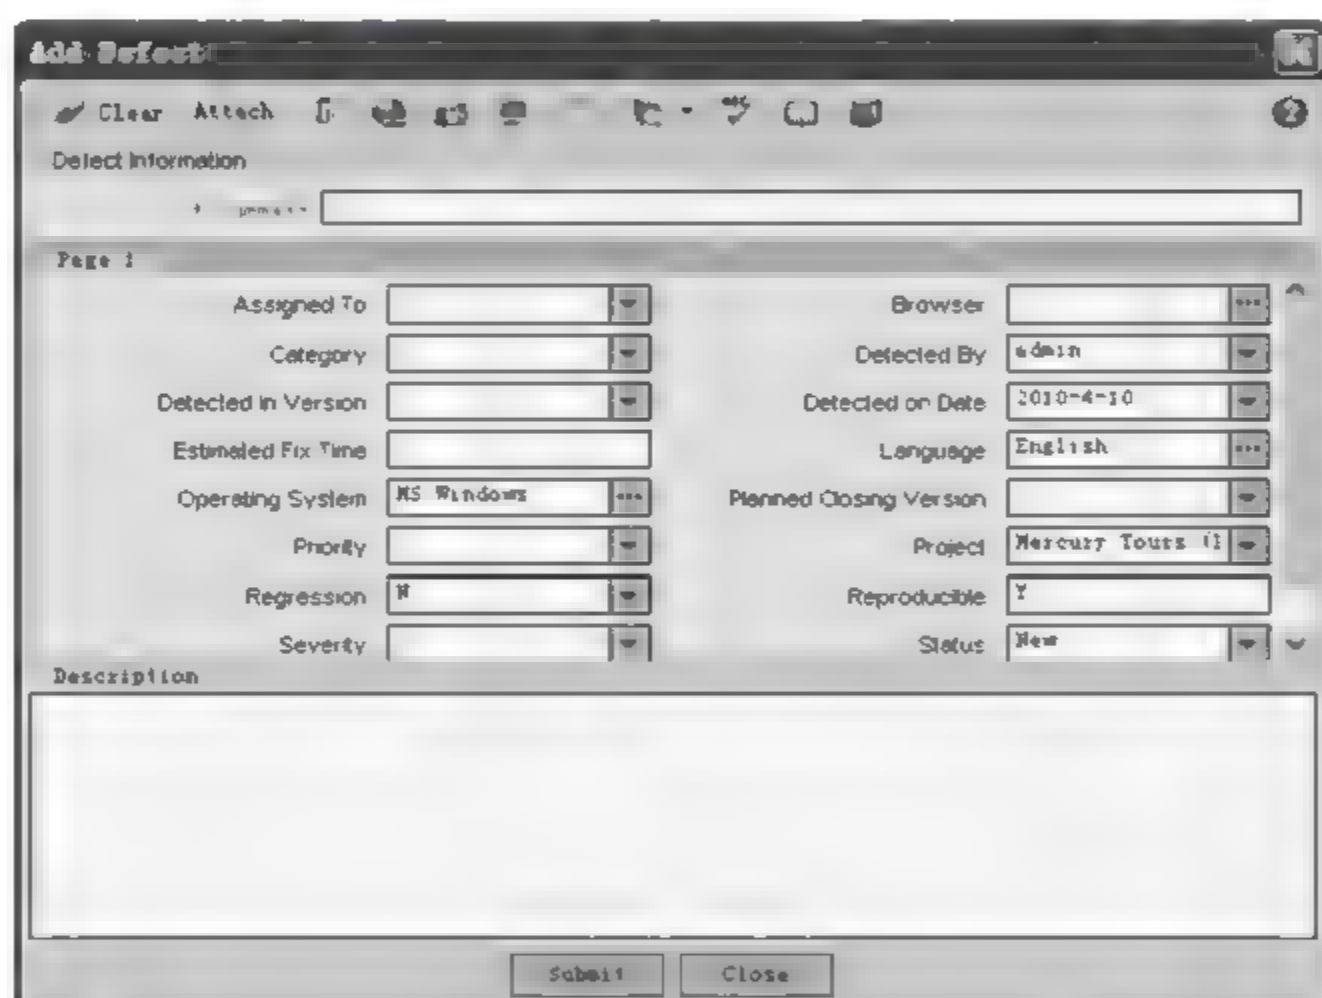 Add Defect
Clear Attach
Defect Information
Page 1
Assigned To Browser
Category Detected By admin
Detected in Version Detected on Date 2010-4-10
Estimated Fix Time Language English
Operating System MS Windows Planned Closing Version
Priority Project Mercury Tours (1
Regression N Reproducible Y
Severity Status New
Description
Submit Close